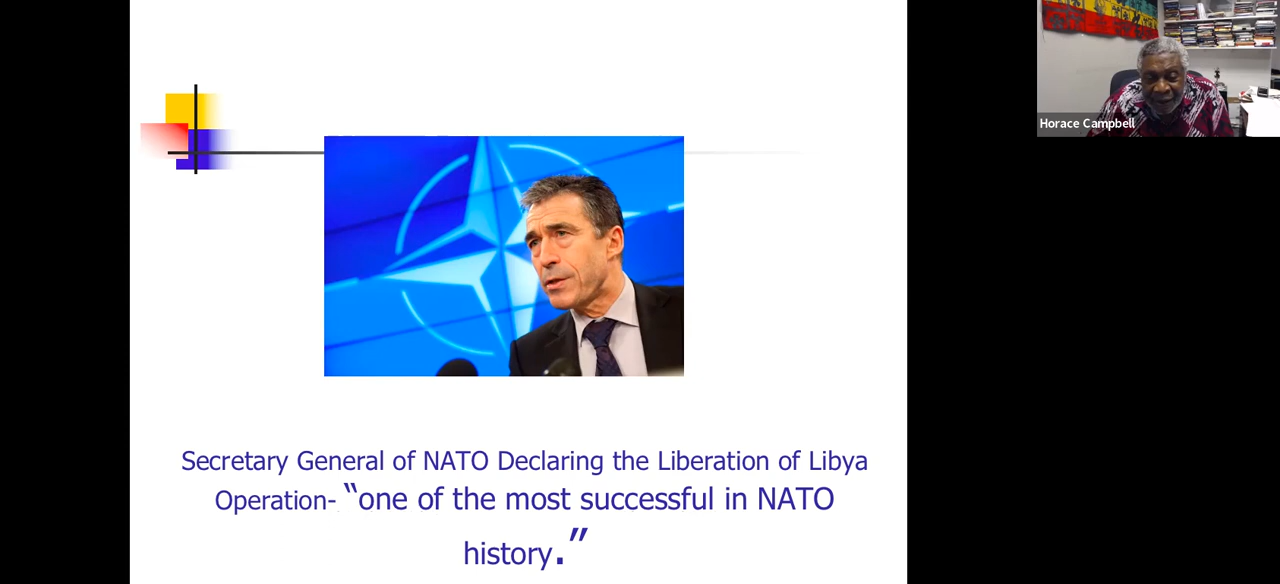 Horace Campbell
Secretary General of NATO Declaring the Liberation of Libya
Operation- “one of the most successful in NATO
history.”